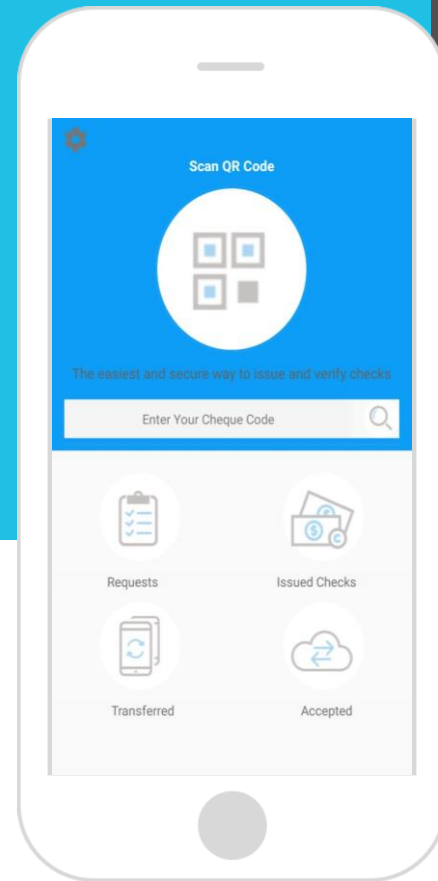 Scan QR Code
The easiest and secure way to issue and verify checks
Enter Your Cheque Code
Requests
Issued Checks
Transferred
Accepted